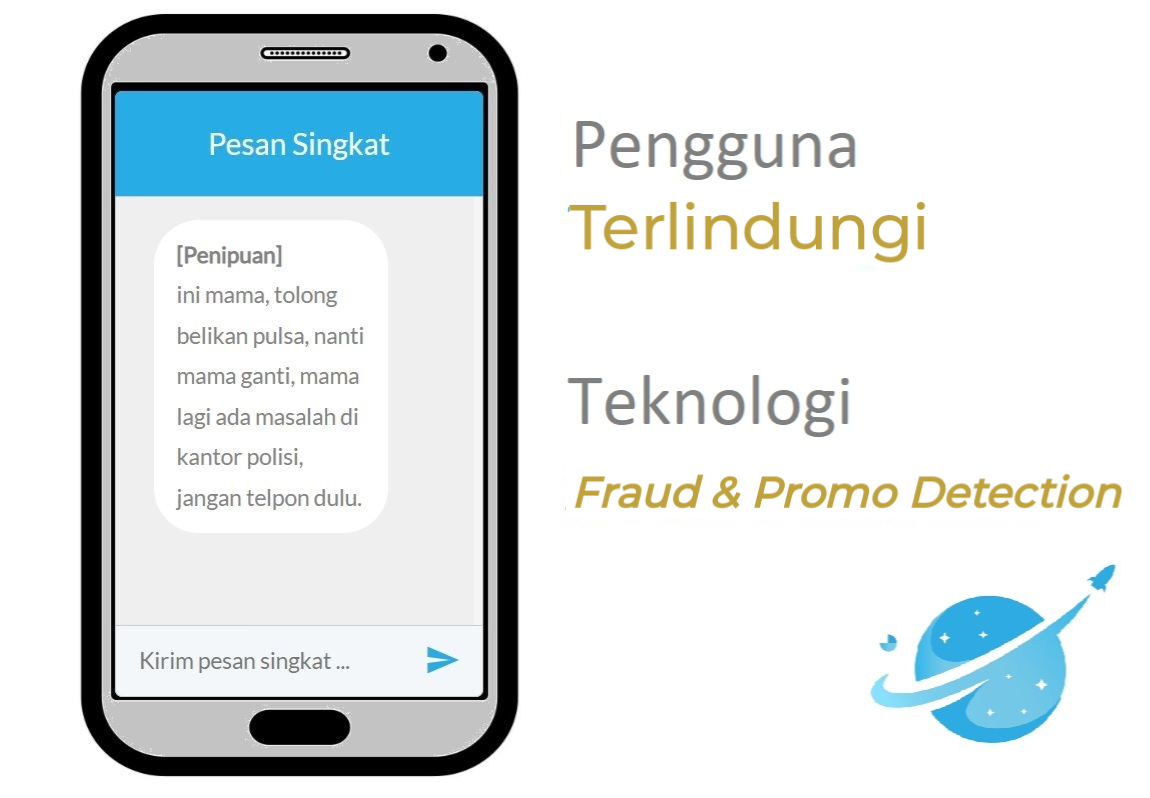 Pesan Singkat
[Penipuan]
ini mama, tolong
belikan pulsa, nanti
mama ganti, mama
lagi ada masalah di
kantor polisi,
jangan telpon dulu.
Kirim pesan singkat ...
Pengguna
Terlindungi
Teknologi
Fraud & Promo Detection